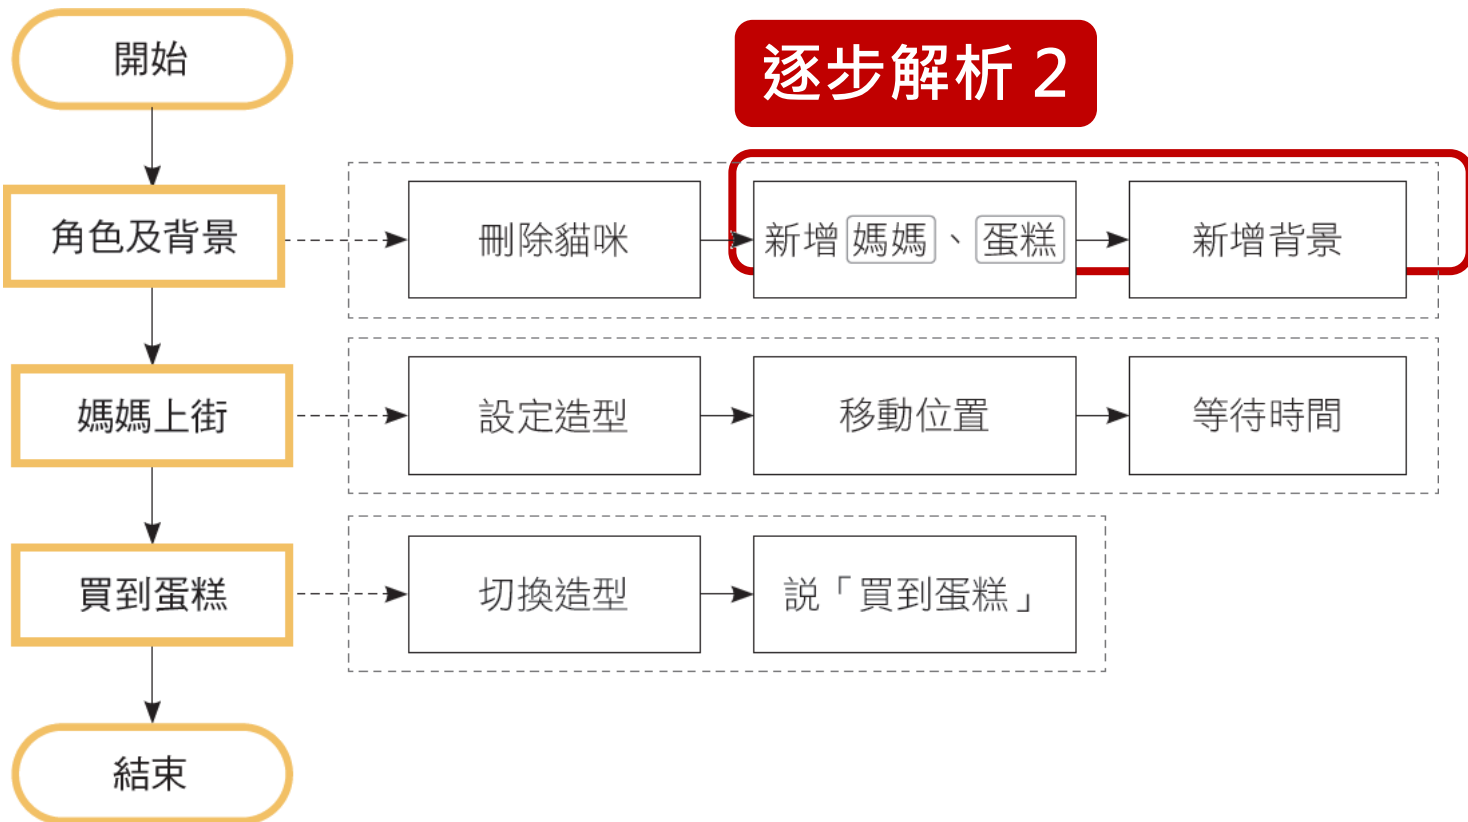 開始
逐步解析 2
角色及背景
刪除貓咪
新增 媽媽 、 蛋糕
新增背景
媽媽上街
設定造型
移動位置
等待時間
買到蛋糕
切換造型
説「買到蛋糕」
結束